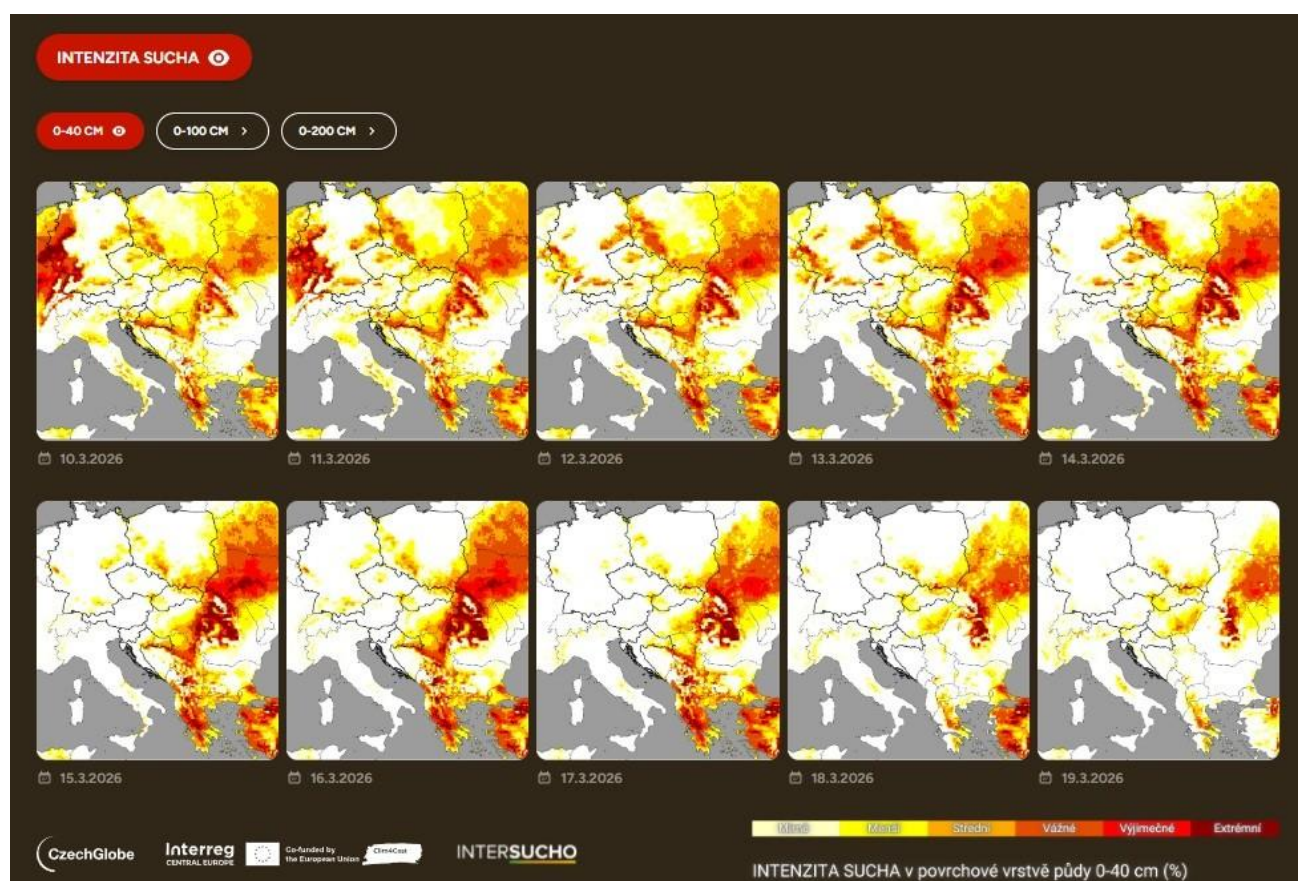 INTENZITA SUCHA
0-40 CM
0-100 CM
0-200 CM
10.3.2026
11.3.2026
12.3.2026
13.3.2026
14.3.2026
15.3.2026
16.3.2026
17.3.2026
18.3.2026
19.3.2026
Mírné Menší Střední Vážné Výjimečné Extrémní
CzechGlobe
Interreg
CENTRAL EUROPE
Co-funded by
the European Union
Clim4Cast
INTERSUCHO
INTENZITA SUCHA v povrchové vrstvě půdy 0-40 cm (%)